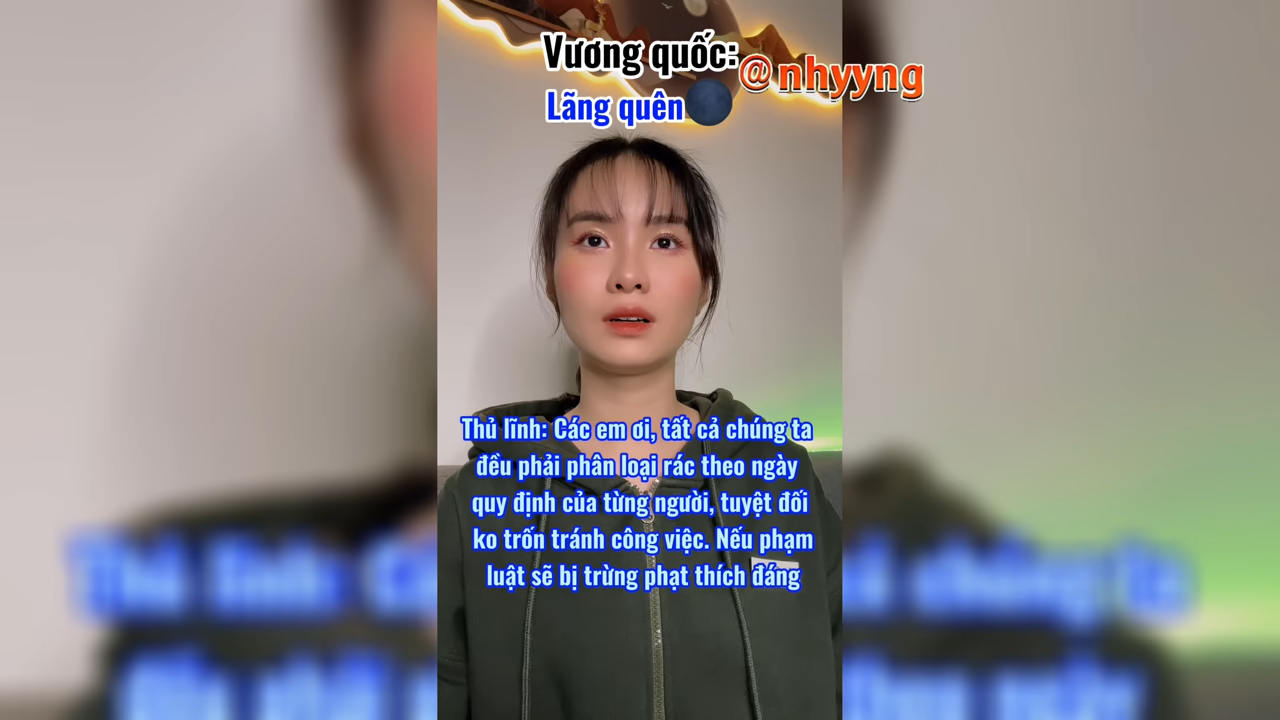 Vương quốc:
@nhyyng
Lãng quên
Thủ lĩnh: Các em ơi, tất cả chúng ta
đều phải phân loại rác theo ngày
quy định của từng người, tuyệt đối
ko trốn tránh công việc. Nếu phạm
luật sẽ bị trừng phạt thích đáng